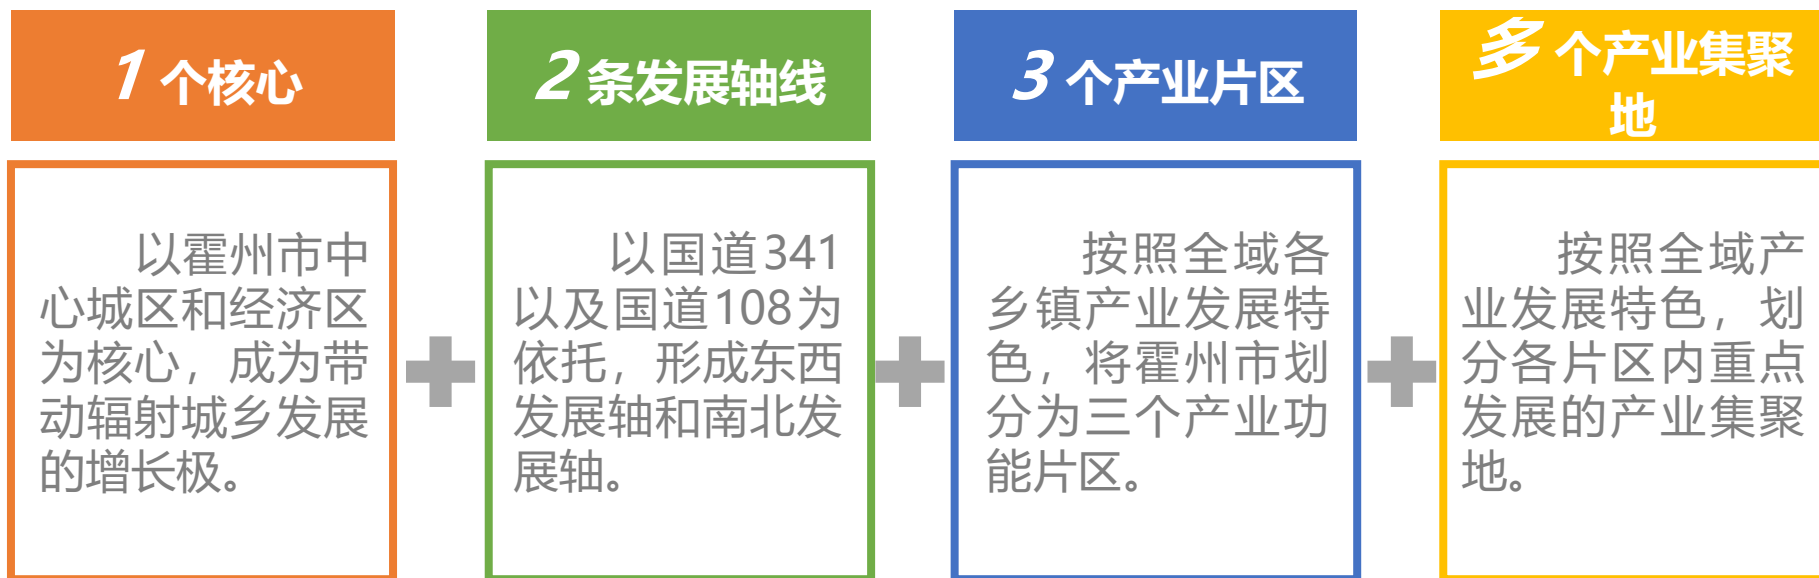 1个核心
以霍州市中
心城区和经济区
为核心，成为带
动辐射城乡发展
的增长极。
2条发展轴线
以国道341
以及国道108为
依托，形成东西
发展轴和南北发
展轴。
3个产业片区
按照全域各
乡镇产业发展特
色，将霍州市划
分为三个产业功
能片区。
多个产业集聚
地
按照全域产
业发展特色，划
分各片区内重点
发展的产业集聚
地。